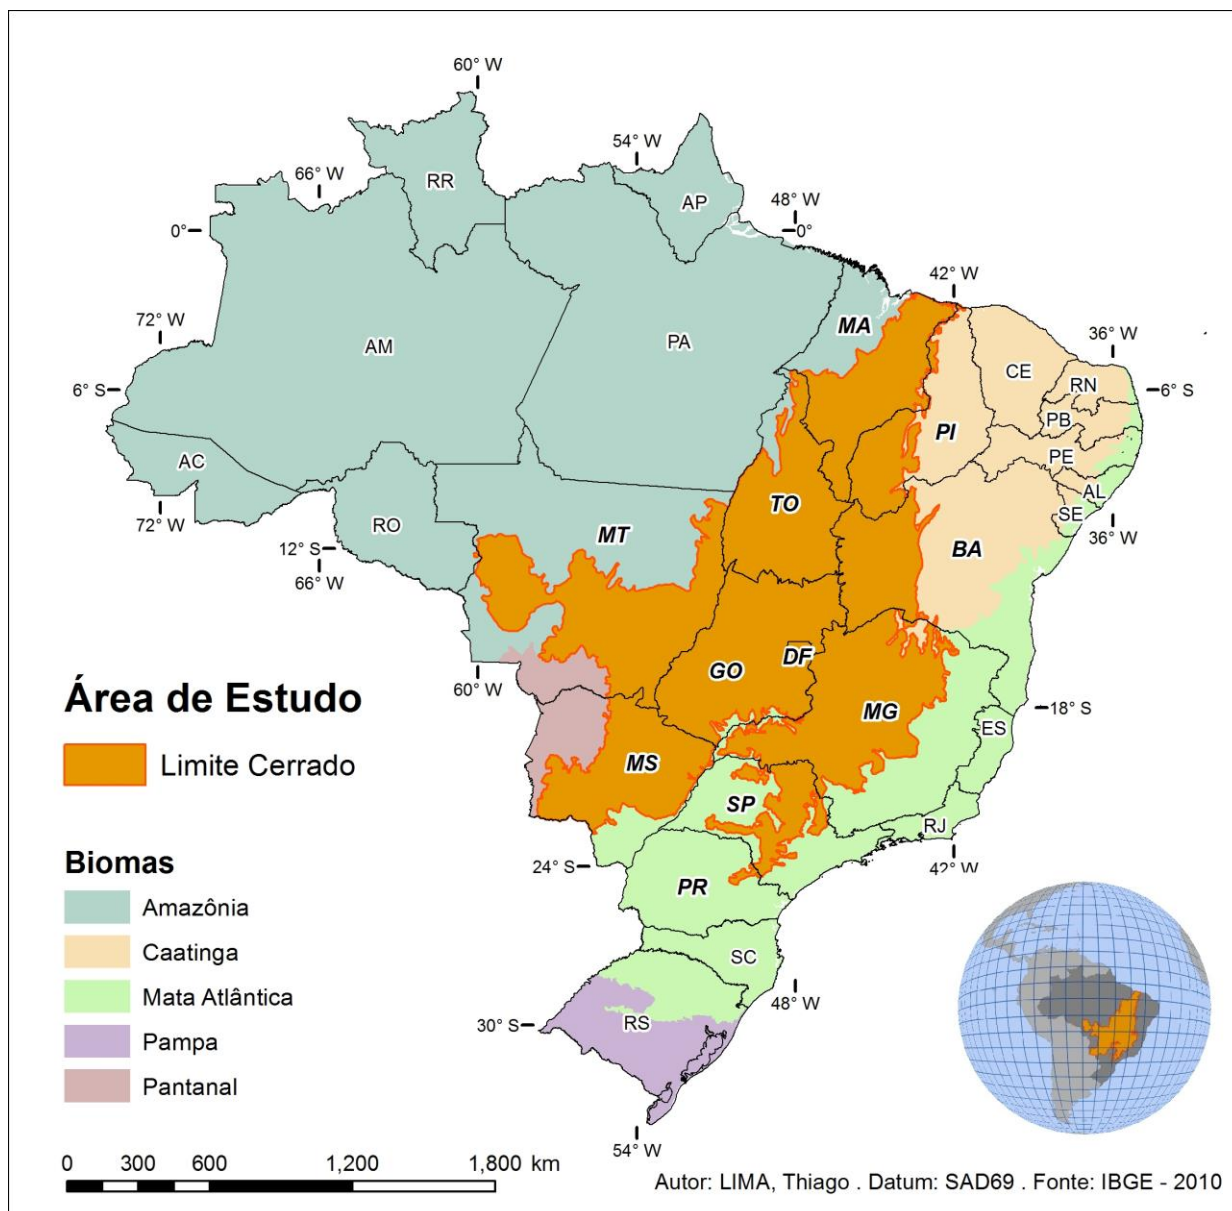 60° W
54° W
66° W
RR
AP
48° W
0°
0°
42° W
72° W
MA
36° W
AM
PA
CE
6° S
RN
6° S
PB
PI
AC
PE
TO
AL
72° W
RO
MT
SE
36° W
12° S
BA
66° W
DF
GO
60° W
Área de Estudo
MG
18° S
ES
Limite Cerrado
MS
SP
RJ
42° W
Biomas
24° S
PR
Amazônia
Caatinga
SC
Mata Atlântica
48° W
30° S
RS
Pampa
Pantanal
54° W
0 300 600 1,200 1,800 km
Autor: LIMA, Thiago . Datum: SAD69 . Fonte: IBGE - 2010